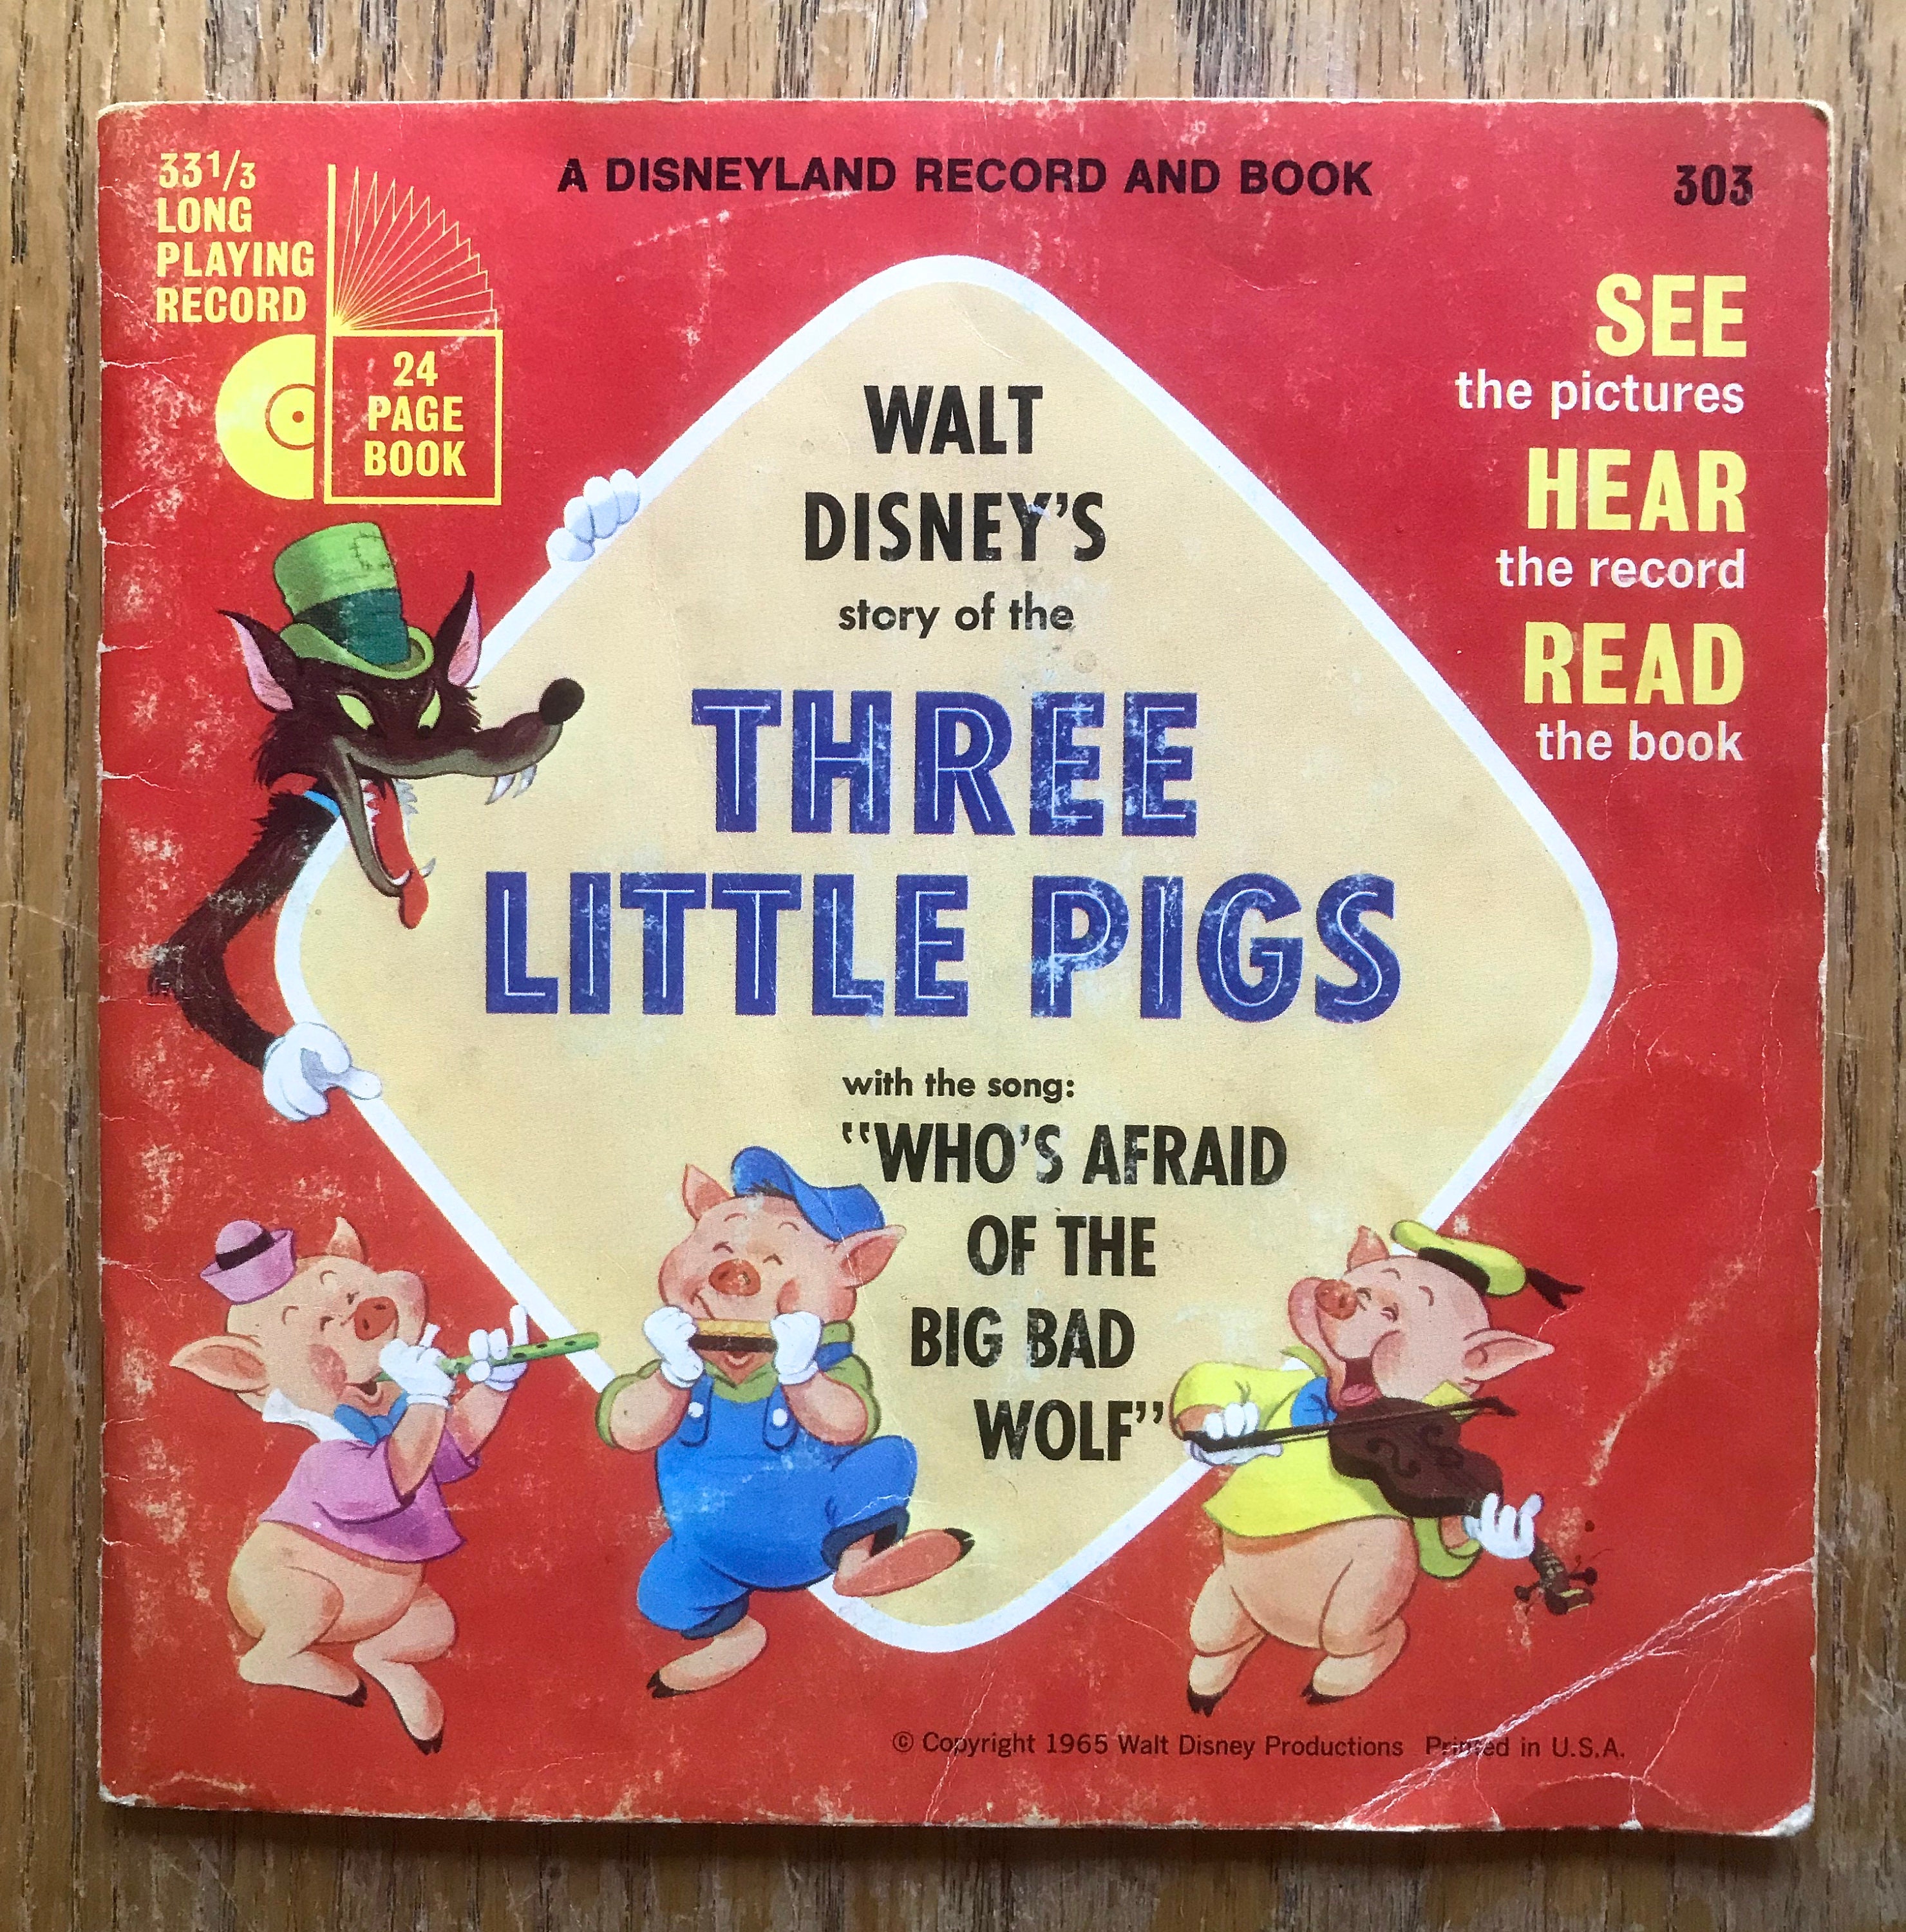 33 1/3
LONG
PLAYING
RECORD
24
PAGE
BOOK
A DISNEYLAND RECORD AND BOOK
303
SEE
the pictures
HEAR
the record
READ
the book
WALT
DISNEY'S
story of the
THREE
LITTLE PIGS
with the song:
"WHO'S AFRAID
OF THE
BIG BAD
WOLF"
© Copyright 1965 Walt Disney Productions Printed in U.S.A.